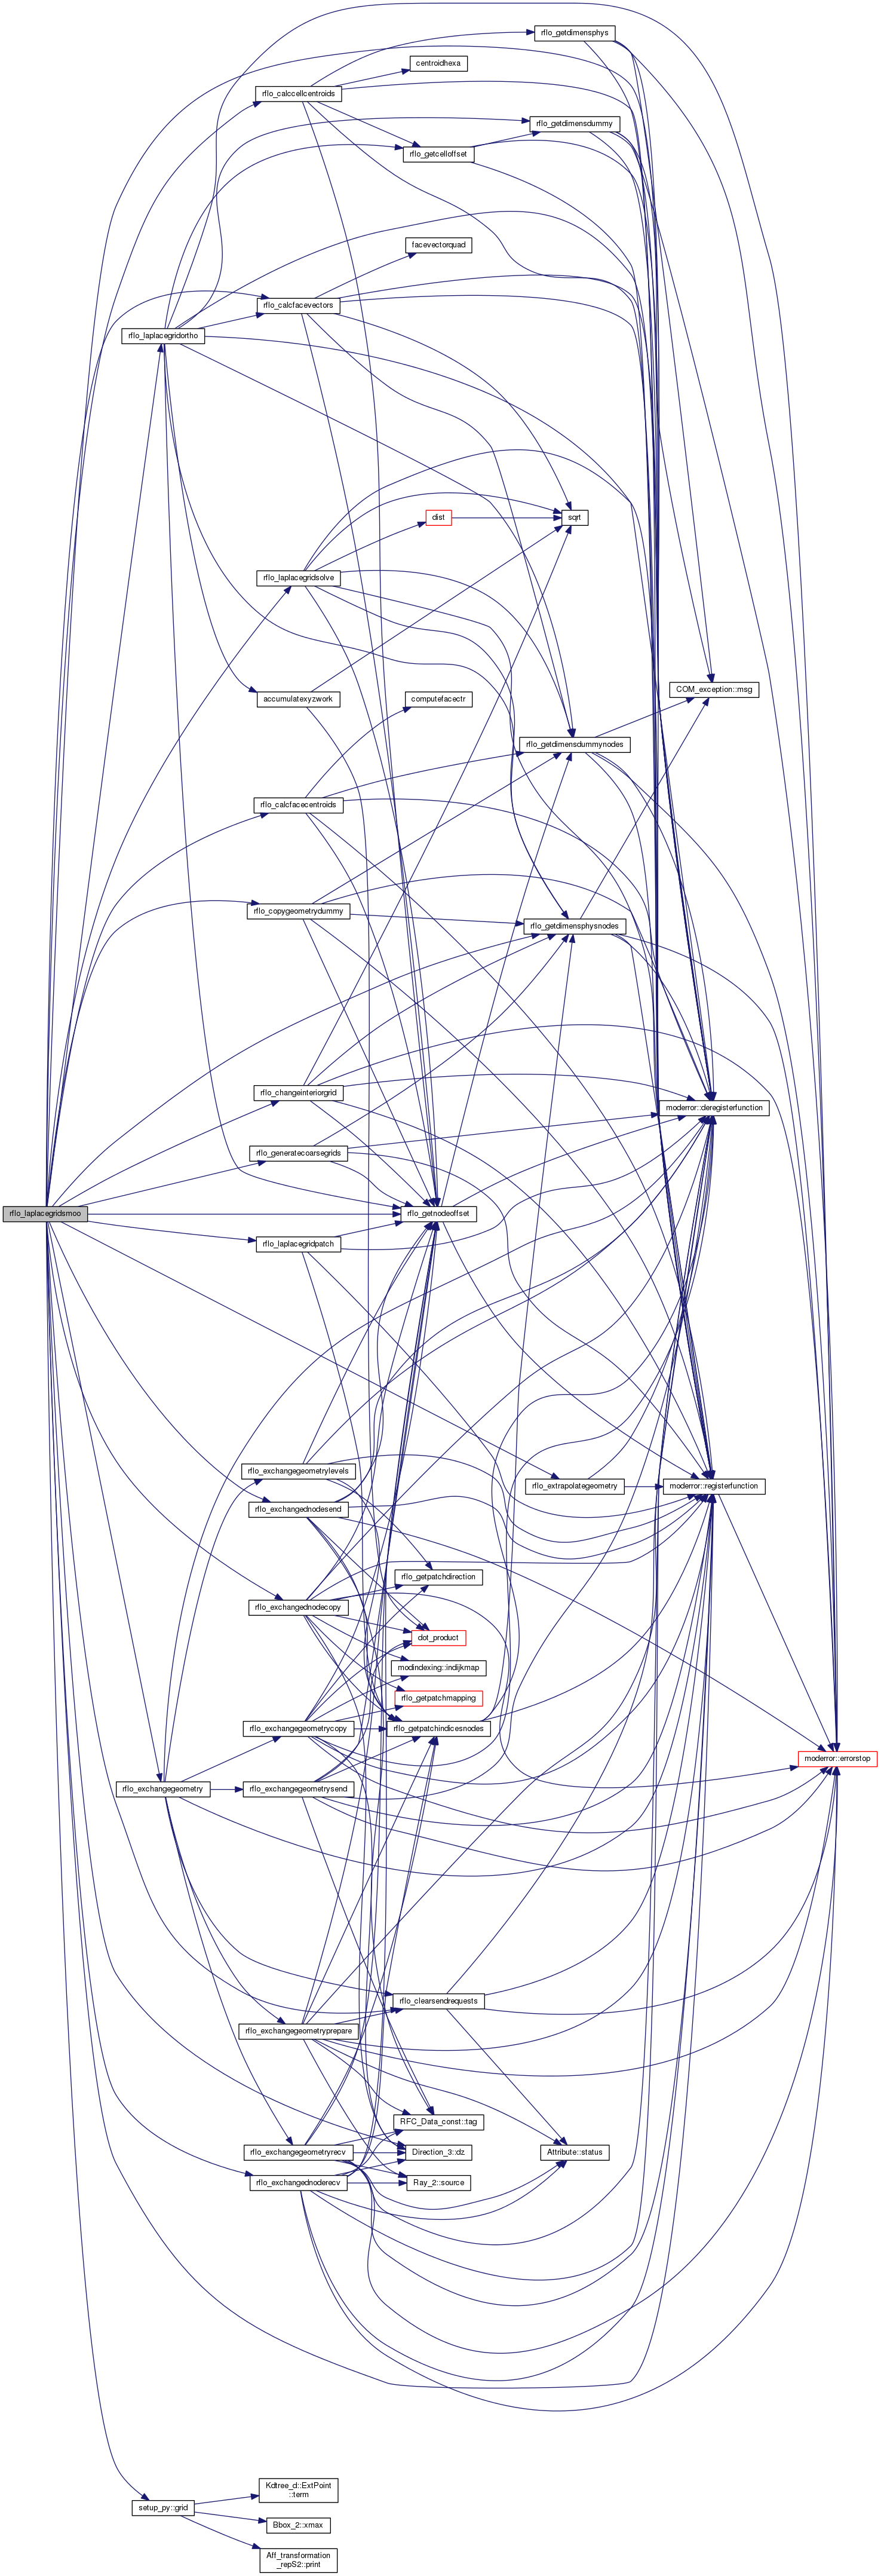 rflo_getdimensphys
centroidhexa
rflo_calccellcentroids
rflo_getdimensdummy
rflo_getcelloffset
facevectorquad
rflo_calcfacevectors
rflo_laplacegridortho
dist
sqrt
rflo_laplacegridsolve
COM_exception::msg
accumulatexyzwork
computefacectr
rflo_getdimensdummynodes
rflo_calcfacecentroids
rflo_copygeometrydummy
rflo_getdimensphysnodes
rflo_changeinteriorgrid
moderror::deregisterfunction
rflo_generatecoarsegrids
rflo_laplacegridsmoo
rflo_getnodeoffset
rflo_laplacegridpatch
rflo_exchangegeometrylevels
rflo_extrapolategeometry
moderror::registerfunction
rflo_exchangednodesend
rflo_getpatchdirection
rflo_exchangednodecopy
dot_product
modindexing::indijkmap
rflo_getpatchmapping
rflo_exchangegeometrycopy
rflo_getpatchindicesnodes
moderror::errorstop
rflo_exchangegeometry
rflo_exchangegeometrysend
rflo_clearsendrequests
rflo_exchangegeometryprepare
RFC_Data_const::tag
rflo_exchangegeometryrecv
Direction_3::dz
Attribute::status
rflo_exchangednoderecv
Ray_2::source
Kdtree_d::ExtPoint
::term
setup_py::grid
Bbox_2::xmax
Aff_transformation
_repS2::print